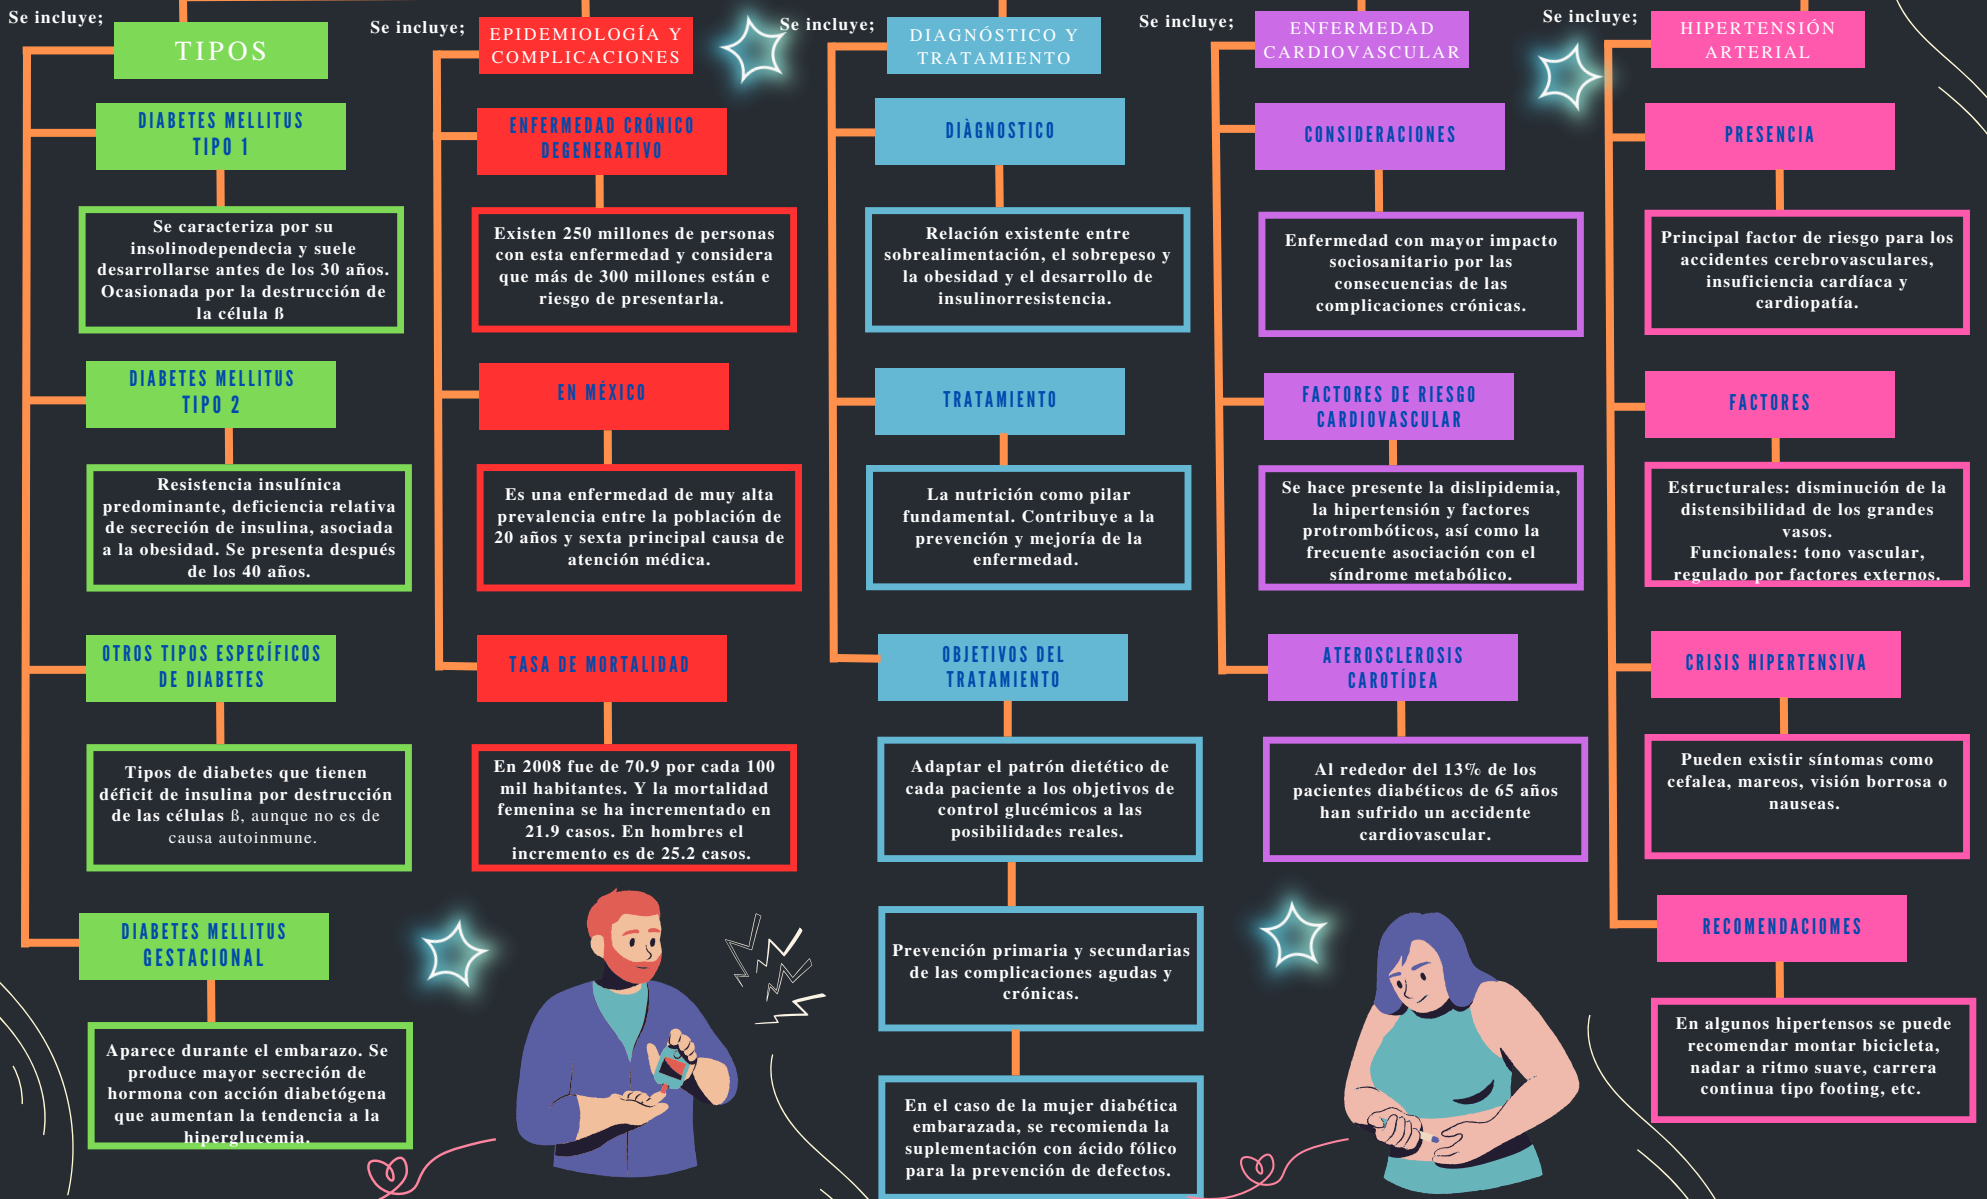 Se incluye;
TIPOS
DIABETES MELLITUS
TIPO 1
Se caracteriza por su
insolinodependecia y suele
desarrollarse antes de los 30 años.
Ocasionada por la destrucción de
la célula ß
DIABETES MELLITUS
TIPO 2
Resistencia insulínica
predominante, deficiencia relativa
de secreción de insulina, asociada
a la obesidad. Se presenta después
de los 40 años.
OTROS TIPOS ESPECÍFICOS
DE DIABETES
Tipos de diabetes que tienen
déficit de insulina por destrucción
de las células ß, aunque no es de
causa autoinmune.
DIABETES MELLITUS
GESTACIONAL
Aparece durante el embarazo. Se
produce mayor secreción de
hormona con acción diabetógena
que aumentan la tendencia a la
hiperglucemia.
Se incluye;
EPIDEMIOLOGÍA Y
COMPLICACIONES
ENFERMEDAD CRÓNICO
DEGENERATIVO
Existen 250 millones de personas
con esta enfermedad y considera
que más de 300 millones están e
riesgo de presentarla.
EN MÉXICO
Es una enfermedad de muy alta
prevalencia entre la población de
20 años y sexta principal causa de
atención médica.
TASA DE MORTALIDAD
En 2008 fue de 70.9 por cada 100
mil habitantes. Y la mortalidad
femenina se ha incrementado en
21.9 casos. En hombres el
incremento es de 25.2 casos.
Se incluye;
DIAGNÓSTICO Y
TRATAMIENTO
DIÀGNOSTICO
Relación existente entre
sobrealimentación, el sobrepeso y
la obesidad y el desarrollo de
insulinorresistencia.
TRATAMIENTO
La nutrición como pilar
fundamental. Contribuye a la
prevención y mejoría de la
enfermedad.
OBJETIVOS DEL
TRATAMIENTO
Adaptar el patrón dietético de
cada paciente a los objetivos de
control glucémicos a las
posibilidades reales.
Prevención primaria y secundarias
de las complicaciones agudas y
crónicas.
En el caso de la mujer diabética
embarazada, se recomienda la
suplementación con ácido fólico
para la prevención de defectos.
Se incluye;
ENFERMEDAD
CARDIOVASCULAR
CONSIDERACIONES
Enfermedad con mayor impacto
sociosanitario por las
consecuencias de las
complicaciones crónicas.
FACTORES DE RIESGO
CARDIOVASCULAR
Se hace presente la dislipidemia,
la hipertensión y factores
protrombóticos, así como la
frecuente asociación con el
síndrome metabólico.
ATEROSCLEROSIS
CAROTÍDEA
Al rededor del 13% de los
pacientes diabéticos de 65 años
han sufrido un accidente
cardiovascular.
Se incluye;
HIPERTENSIÓN
ARTERIAL
PRESENCIA
Principal factor de riesgo para los
accidentes cerebrovasculares,
insuficiencia cardíaca y
cardiopatía.
FACTORES
Estructurales: disminución de la
distensibilidad de los grandes
vasos.
Funcionales: tono vascular,
regulado por factores externos.
CRISIS HIPERTENSIVA
Pueden existir síntomas como
cefalea, mareos, visión borrosa o
nauseas.
RECOMENDACIOMES
En algunos hipertensos se puede
recomendar montar bicicleta,
nadar a ritmo suave, carrera
continua tipo footing, etc.